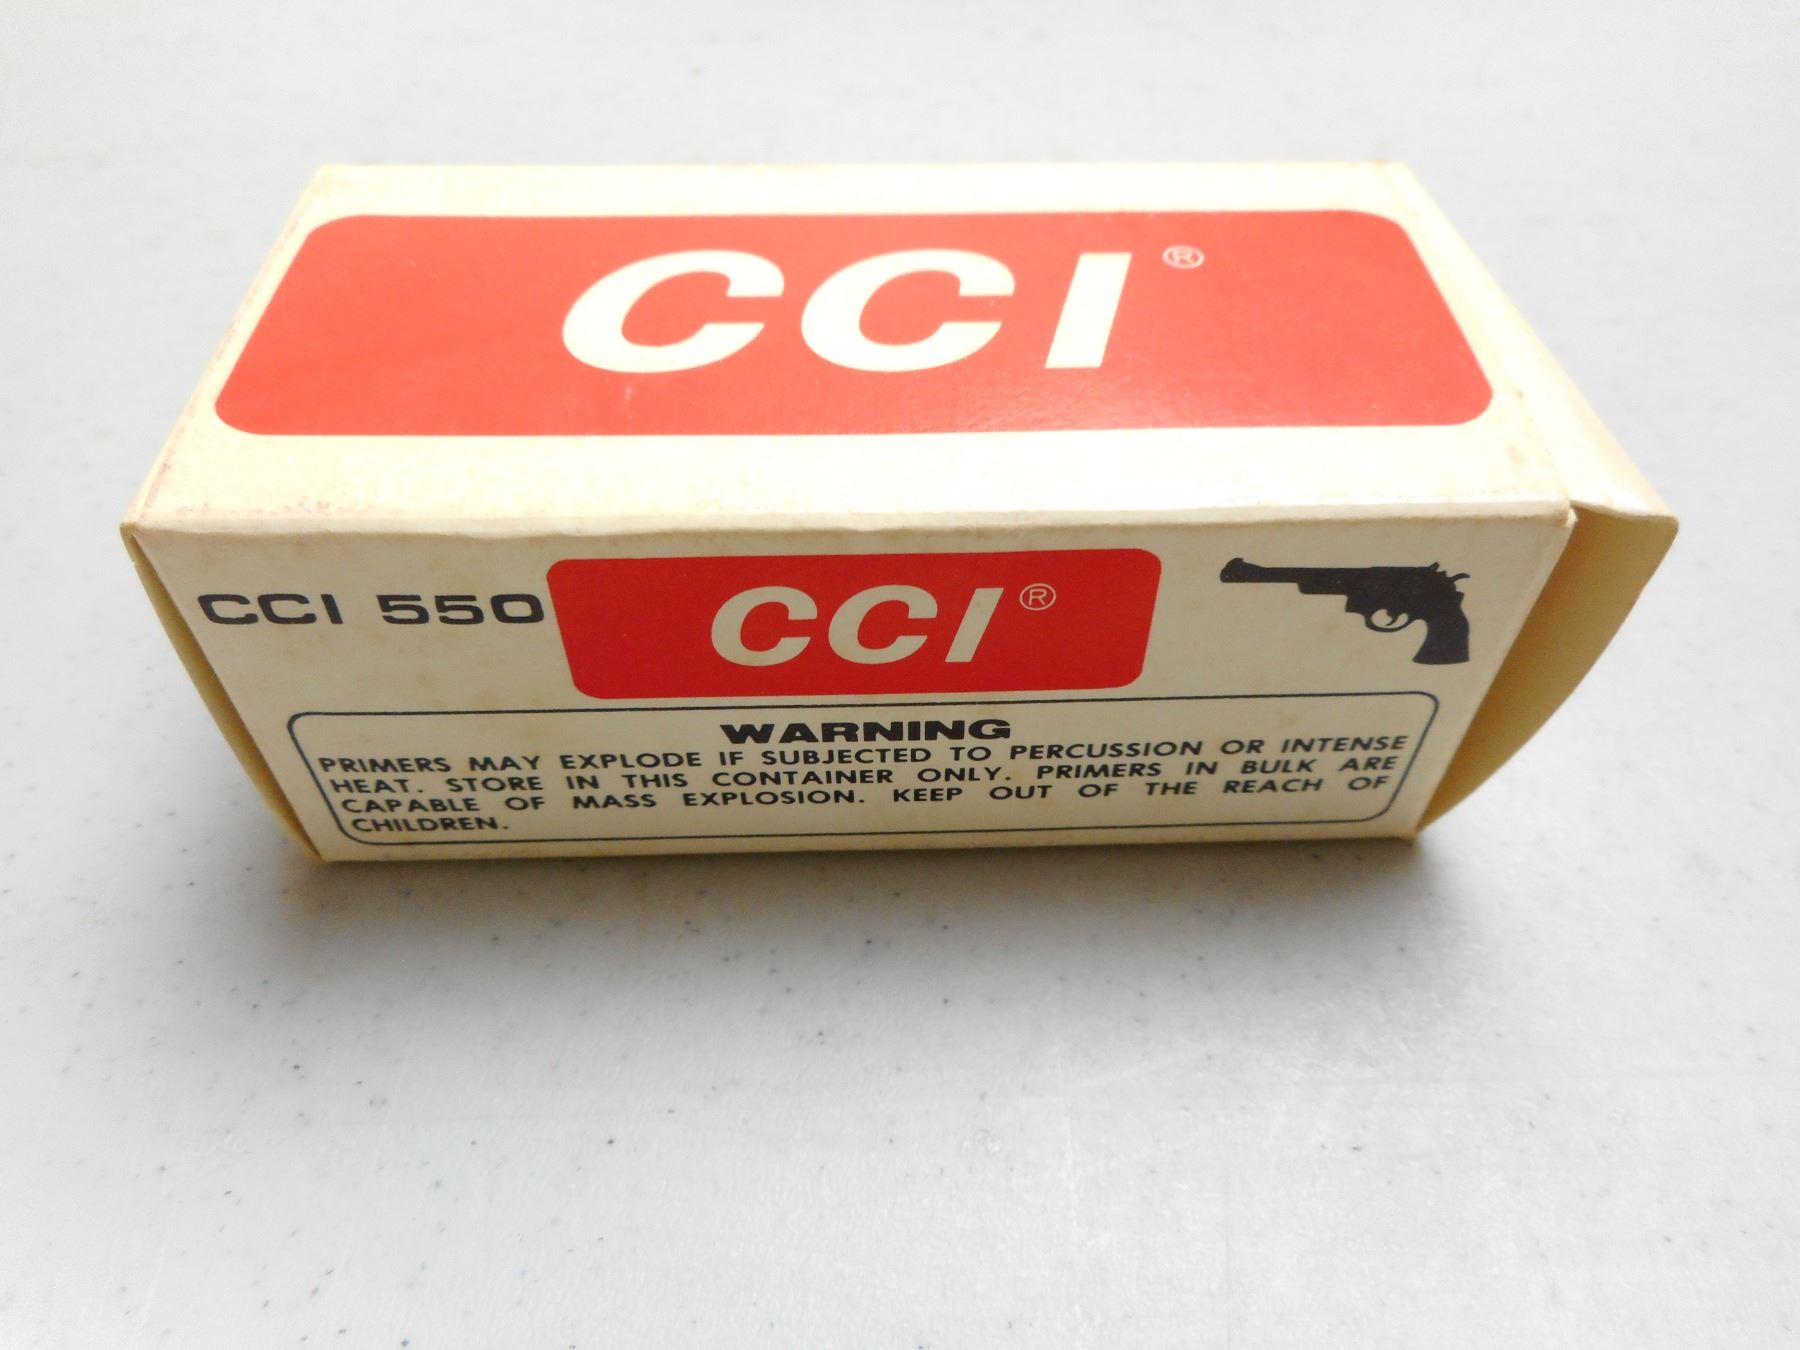 CCI®
CCI 550
CCI®
WARNING
PRIMERS MAY EXPLODE IF SUBJECTED TO PERCUSSION OR INTENSE
HEAT. STORE IN THIS CONTAINER ONLY. PRIMERS IN BULK ARE
CAPABLE OF MASS EXPLOSION. KEEP OUT OF THE REACH OF
CHILDREN.